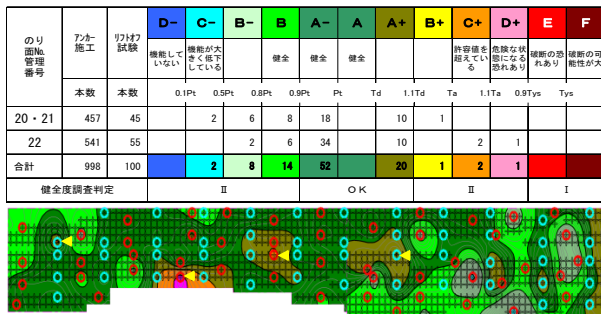 のり面No.管理番号 アンカー施工 リフトオフ試験 D- C- B- B A- A A+ B+ C+ D+ E F
機能していない 機能が大きく低下している 健全 健全 健全 許容値を超えている 危険な状態になる恐れあり 破断の恐れあり 破断の可能性が大
本数 本数 0.1Pt 0.5Pt 0.8Pt 0.9Pt Pt Td 1.1Td Ta 1.1Ta 0.9Tys Tys
20・21 457 45 2 6 8 18 10 1
22 541 55 2 6 34 10 2 1
合計 998 100 2 8 14 52 20 1 2 1
健全度調査判定 Ⅱ OK Ⅱ Ⅰ